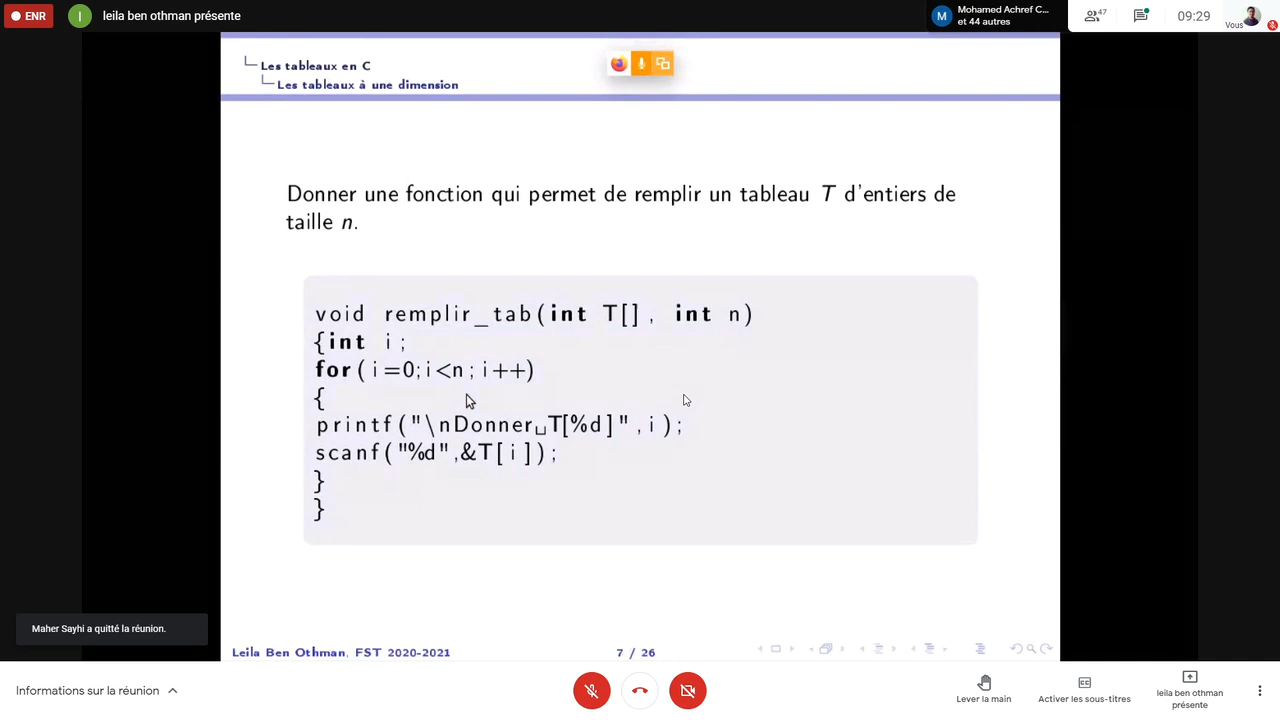 ENR
l
leila ben othman présente
M
Mohamed Achref C...
et 44 autres
47
09:29
Vous
Les tableaux en C
Les tableaux à une dimension
Donner une fonction qui permet de remplir un tableau T d'entiers de
taille n.
void remplir_tab(int T[], int n)
{int i;
for(i=0;i<n;i++)
{
printf("\nDonner␣T[%d]",i);
scanf("%d",&T[i]);
}
}
Maher Sayhi a quitté la réunion.
Leila Ben Othman, FST 2020-2021
7 / 26
Informations sur la réunion
Lever la main
Activer les sous-titres
leila ben othman
présente